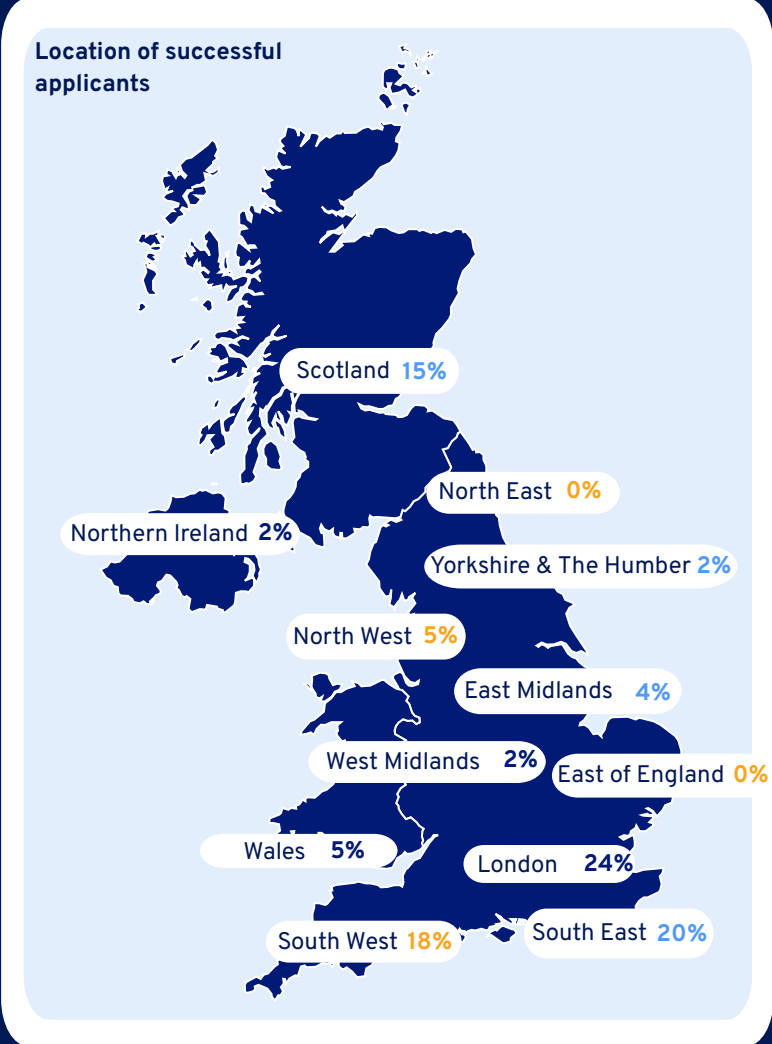 Location of successful
applicants
Scotland 15%
North East 0%
Northern Ireland 2%
Yorkshire & The Humber 2%
North West 5%
East Midlands 4%
West Midlands 2%
East of England 0%
Wales 5%
London 24%
South East 20%
South West 18%